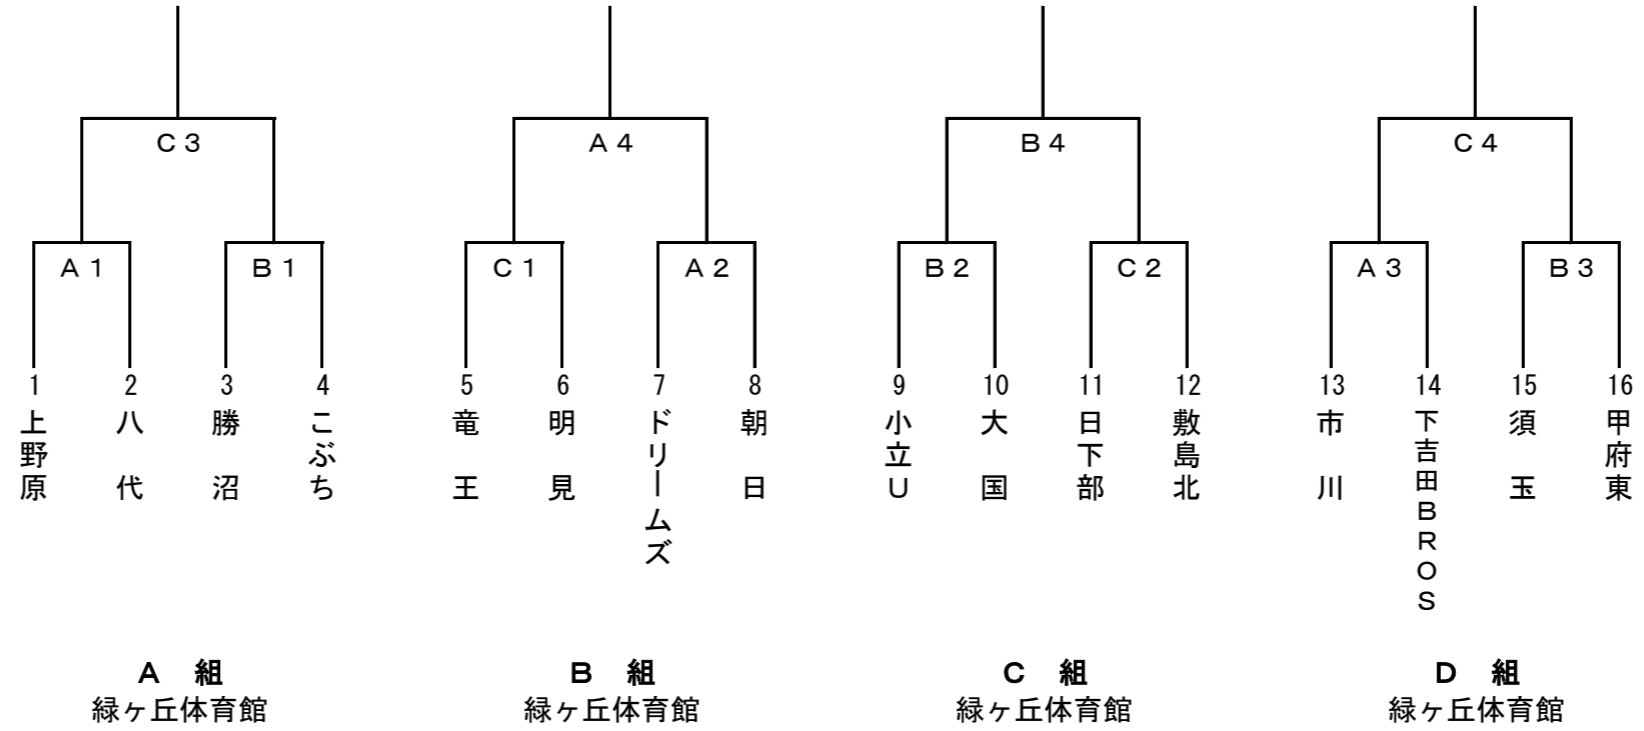 C3
A4
B4
C4
A1
B1
C1
A2
B2
C2
A3
B3
1
2
3
4
5
6
7
8
9
10
11
12
13
14
15
16
上野原
八代
勝沼
こぶち
竜王
明見
ドリームズ
朝日
小立U
大国
日下部
敷島北
市川
下吉田BROS
須玉
甲府東
A 組
B 組
C 組
D 組
緑ヶ丘体育館
緑ヶ丘体育館
緑ヶ丘体育館
緑ヶ丘体育館